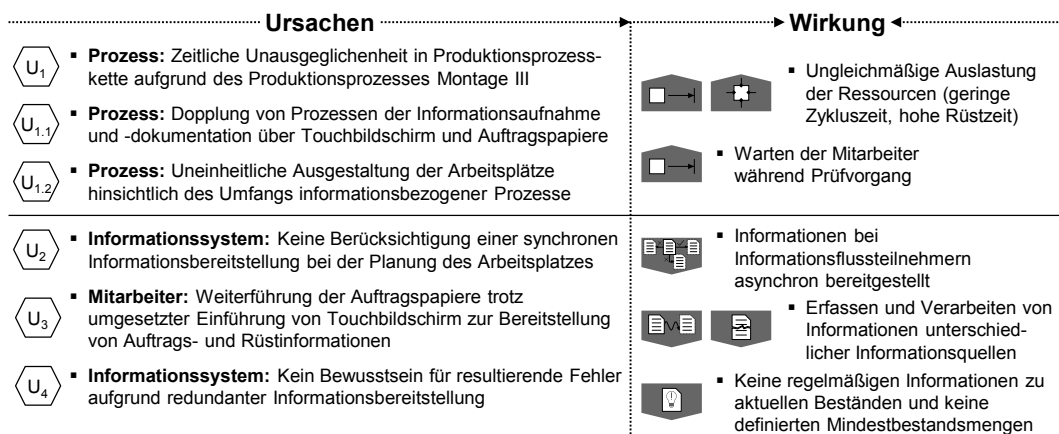 Ursachen
Wirkung
U1
▪ Prozess: Zeitliche Unausgeglichenheit in Produktionsprozess-
kette aufgrund des Produktionsprozesses Montage III
U1.1
▪ Prozess: Dopplung von Prozessen der Informationsaufnahme
und -dokumentation über Touchbildschirm und Auftragspapiere
U1.2
▪ Prozess: Uneinheitliche Ausgestaltung der Arbeitsplätze
hinsichtlich des Umfangs informationsbezogener Prozesse
▪ Ungleichmäßige Auslastung
der Ressourcen (geringe
Zykluszeit, hohe Rüstzeit)
▪ Warten der Mitarbeiter
während Prüfvorgang
U2
▪ Informationssystem: Keine Berücksichtigung einer synchronen
Informationsbereitstellung bei der Planung des Arbeitsplatzes
U3
▪ Mitarbeiter: Weiterführung der Auftragspapiere trotz
umgesetzter Einführung von Touchbildschirm zur Bereitstellung
von Auftrags- und Rüstinformationen
U4
▪ Informationssystem: Kein Bewusstsein für resultierende Fehler
aufgrund redundanter Informationsbereitstellung
▪ Informationen bei
Informationsflussteilnehmern
asynchron bereitgestellt
▪ Erfassen und Verarbeiten von
Informationen unterschied-
licher Informationsquellen
▪ Keine regelmäßigen Informationen zu
aktuellen Beständen und keine
definierten Mindestbestandsmengen